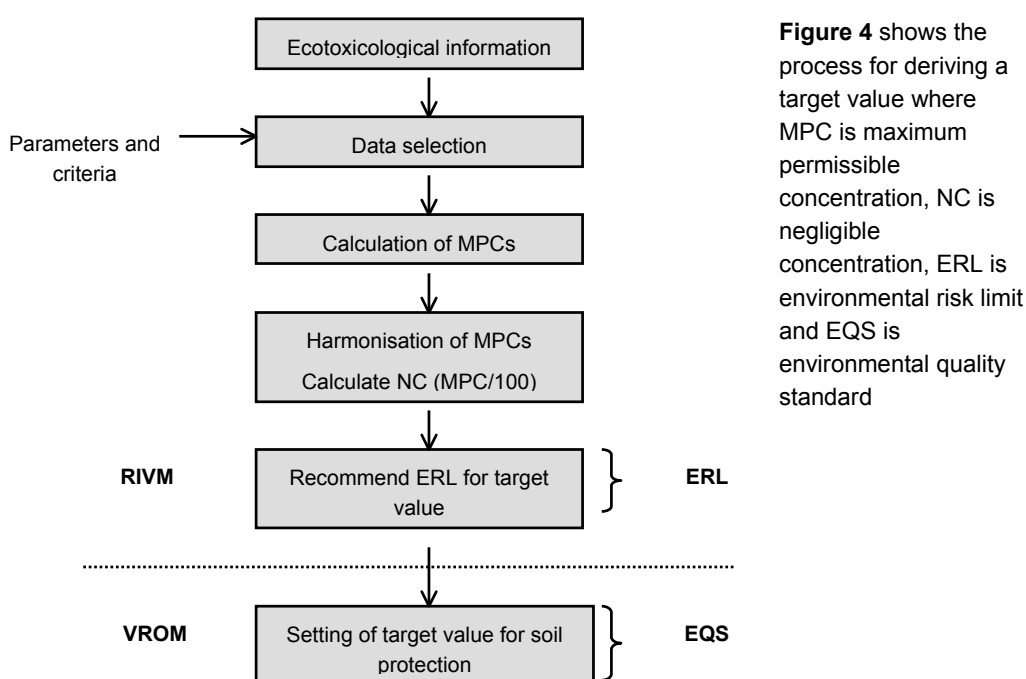 Ecotoxicological information
Parameters and
criteria
Data selection
Calculation of MPCs
Harmonisation of MPCs
Calculate NC (MPC/100)
RIVM
Recommend ERL for target
value
ERL
VROM
Setting of target value for soil
protection
EQS
Figure 4 shows the
process for deriving a
target value where
MPC is maximum
permissible
concentration, NC is
negligible
concentration, ERL is
environmental risk limit
and EQS is
environmental quality
standard